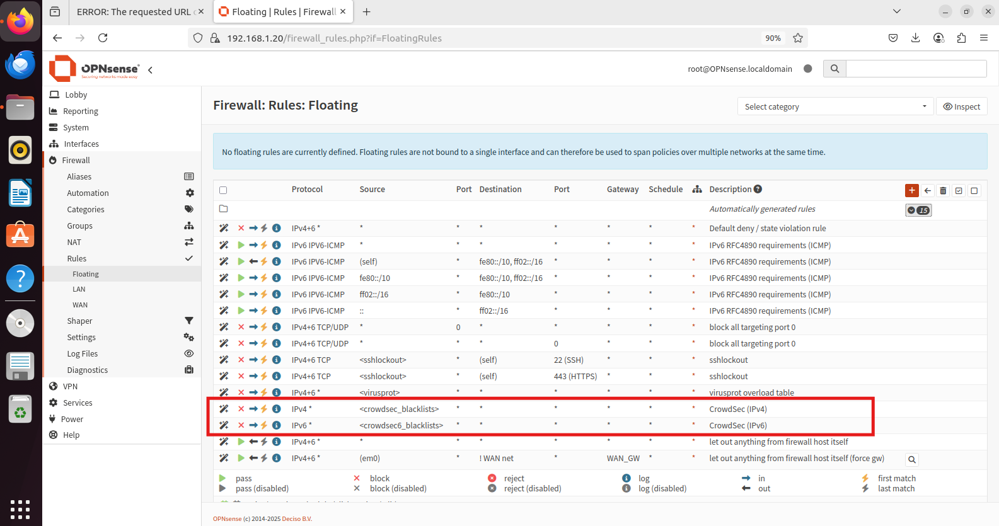 ERROR: The requested URL
Floating | Rules | Firewall
192.168.1.20/firewall_rules.php?if=FloatingRules
90%
OPNsense
Securing networks made easy
root@OPNsense.localdomain
Lobby
Reporting
System
Interfaces
Firewall
Aliases
Automation
Categories
Groups
NAT
Rules
Floating
LAN
WAN
Shaper
Settings
Log Files
Diagnostics
VPN
Services
Power
Help
Firewall: Rules: Floating
Select category
Inspect
No floating rules are currently defined. Floating rules are not bound to a single interface and can therefore be used to span policies over multiple networks at the same time.
Protocol Source Port Destination Port Gateway Schedule Description
Automatically generated rules 15
IPv4+6 * * * * * * * * Default deny / state violation rule
IPv6 IPV6-ICMP * * * * * * * IPv6 RFC4890 requirements (ICMP)
IPv6 IPV6-ICMP (self) * fe80::/10, ff02::/16 * * * * IPv6 RFC4890 requirements (ICMP)
IPv6 IPV6-ICMP fe80::/10 * fe80::/10, ff02::/16 * * * * IPv6 RFC4890 requirements (ICMP)
IPv6 IPV6-ICMP ff02::/16 * fe80::/10 * * * * IPv6 RFC4890 requirements (ICMP)
IPv6 IPV6-ICMP :: * ff02::/16 * * * * IPv6 RFC4890 requirements (ICMP)
IPv4+6 TCP/UDP * 0 * * * * * block all targeting port 0
IPv4+6 TCP/UDP * * * 0 * * * block all targeting port 0
IPv4+6 TCP <sshlockout> * (self) 22 (SSH) * * * sshlockout
IPv4+6 TCP <sshlockout> * (self) 443 (HTTPS) * * * sshlockout
IPv4+6 * <virusprot> * * * * * * virusprot overload table
IPv4 * <crowdsec_blacklists> * * * * * * CrowdSec (IPv4)
IPv6 * <crowdsec6_blacklists> * * * * * * CrowdSec (IPv6)
IPv4+6 * * * * * * * * let out anything from firewall host itself
IPv4+6 * (em0) * ! WAN net * WAN_GW * * let out anything from firewall host itself (force gw)
pass block reject log in first match
pass (disabled) block (disabled) reject (disabled) log (disabled) out last match
OPNsense (c) 2014-2025 Deciso B.V.